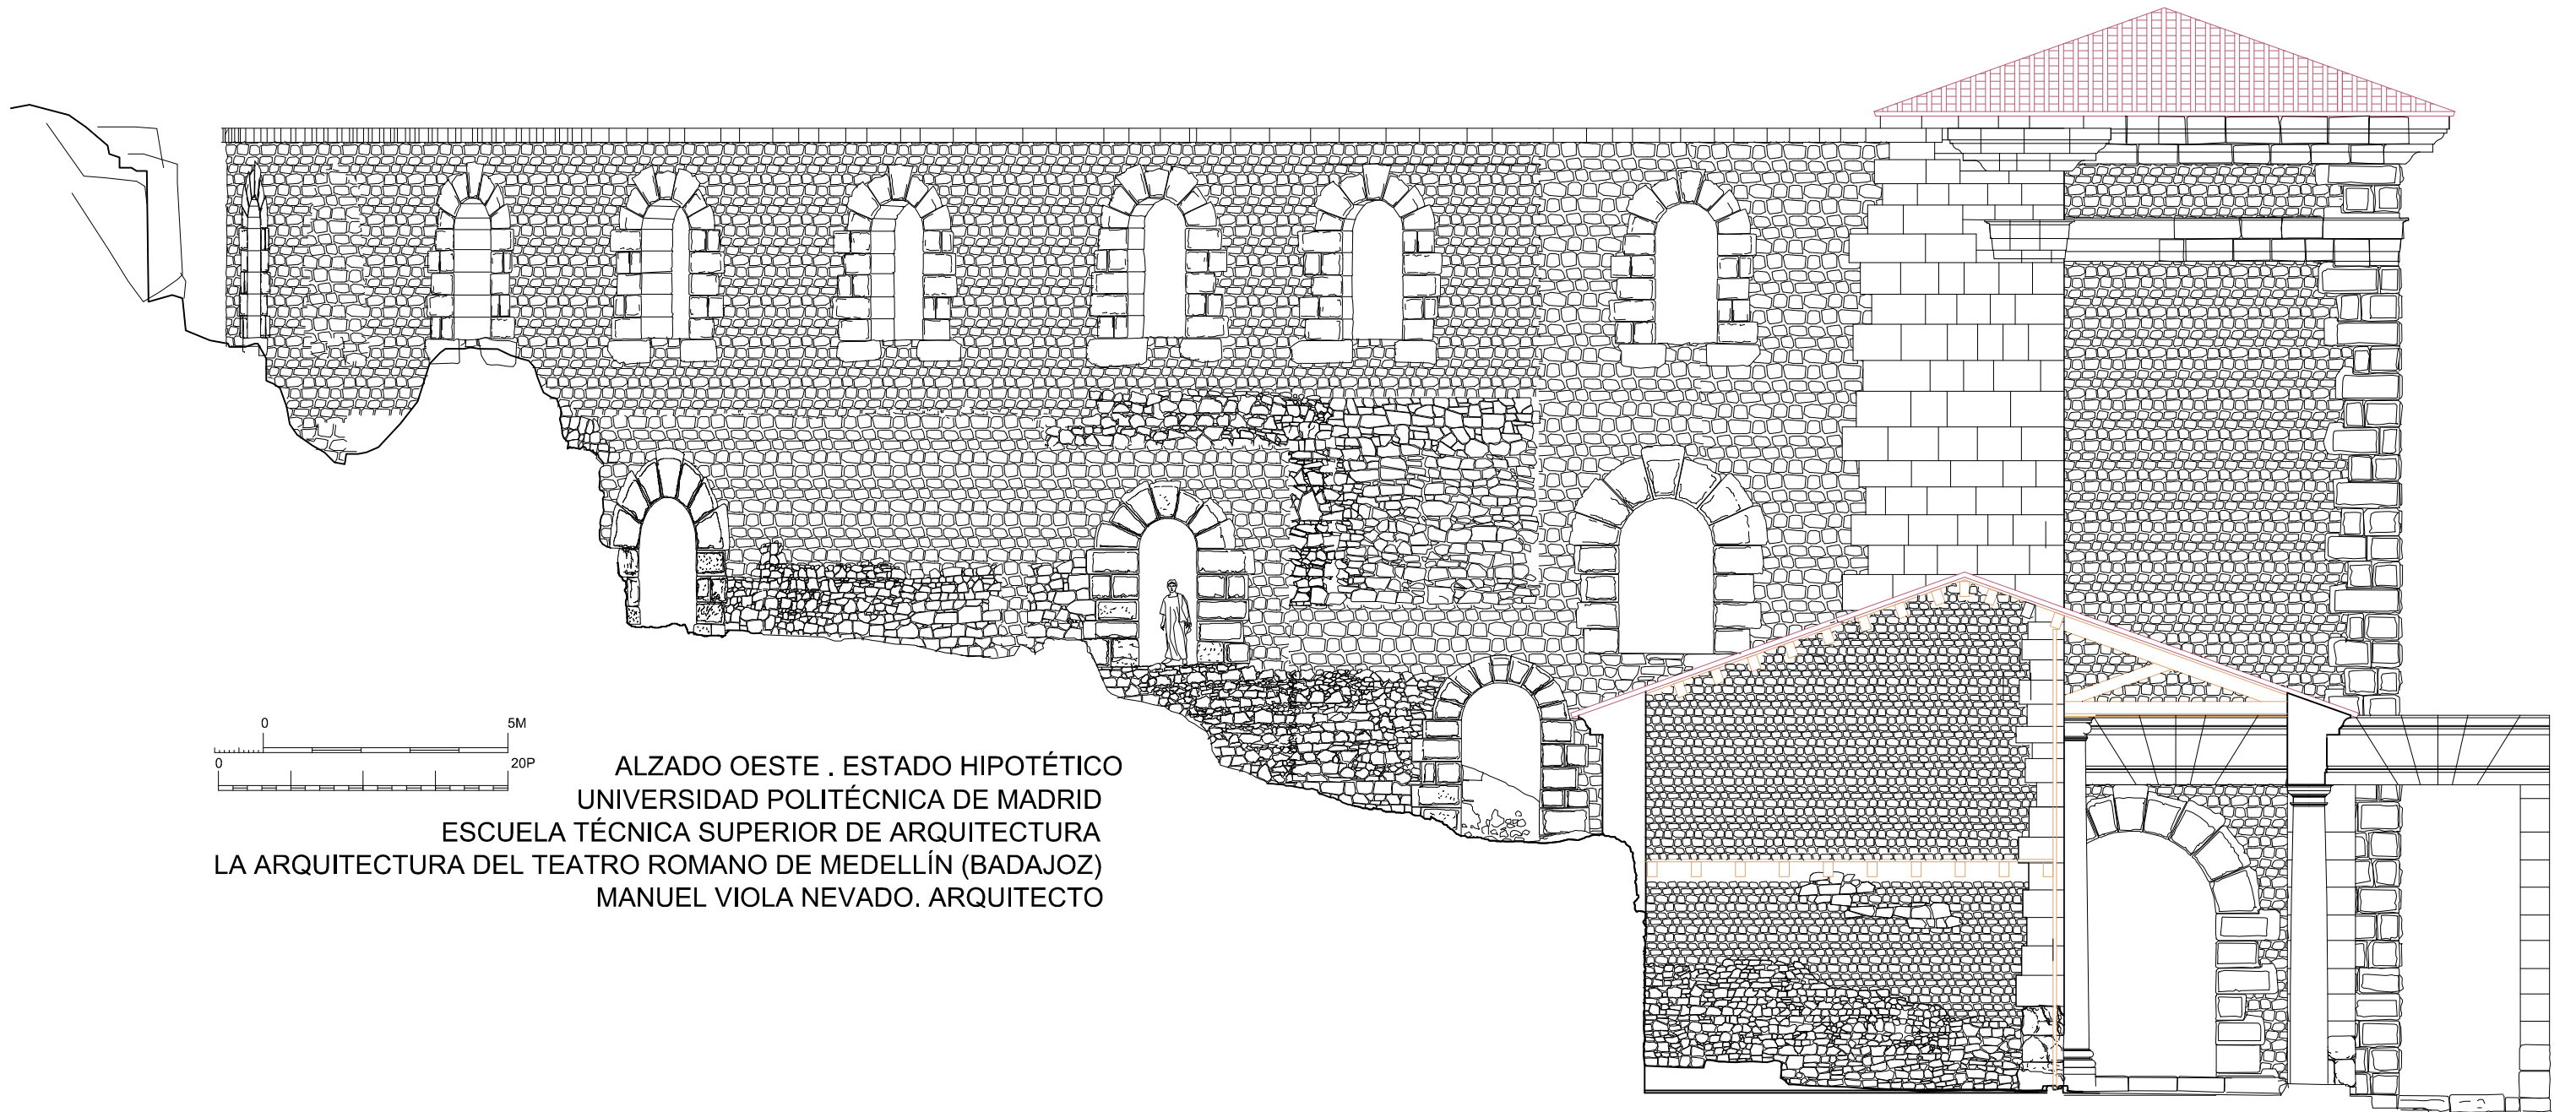 0 5M
0 20P
ALZADO OESTE . ESTADO HIPOTÉTICO
UNIVERSIDAD POLITÉCNICA DE MADRID
ESCUELA TÉCNICA SUPERIOR DE ARQUITECTURA
LA ARQUITECTURA DEL TEATRO ROMANO DE MEDELLÍN (BADAJOZ)
MANUEL VIOLA NEVADO. ARQUITECTO